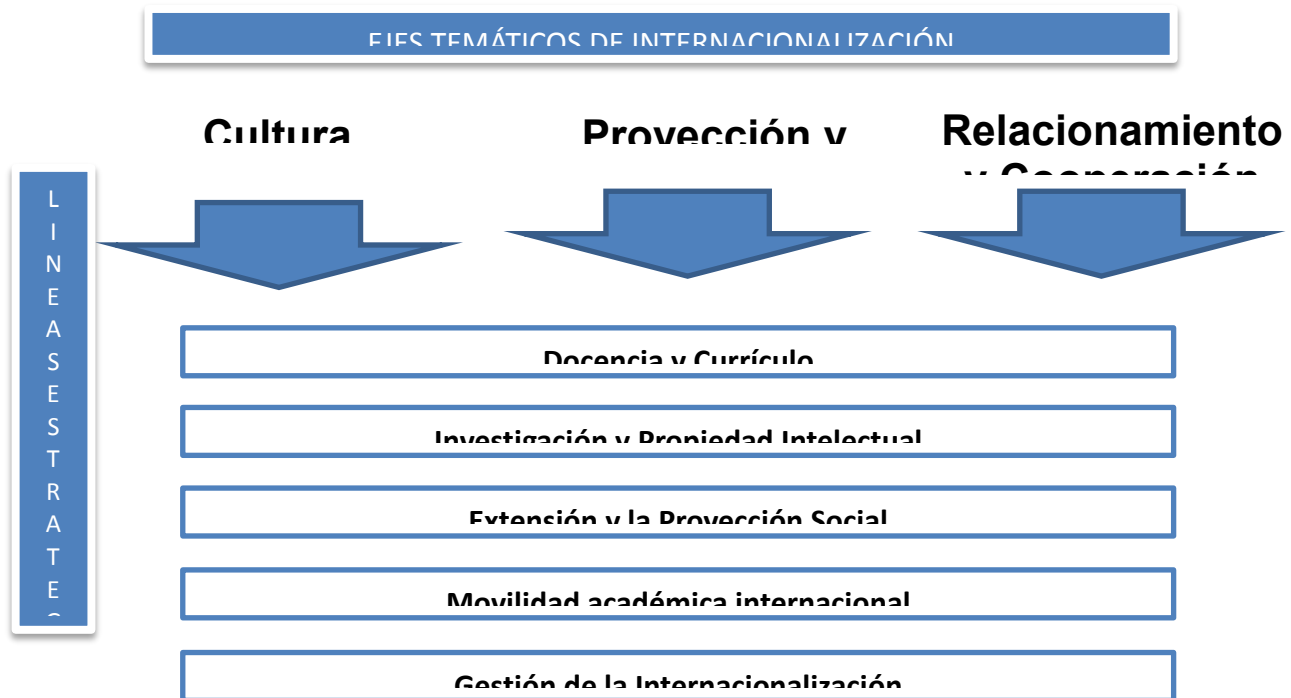 EJES TEMÁTICOS DE INTERNACIONALIZACIÓN
Cultura
Proyección y
Relacionamiento
y Cooperación
L
I
N
E
A
S
E
S
T
R
A
T
E
Docencia y Currículo
Investigación y Propiedad Intelectual
Extensión y la Proyección Social
Movilidad académica internacional
Gestión de la Internacionalización